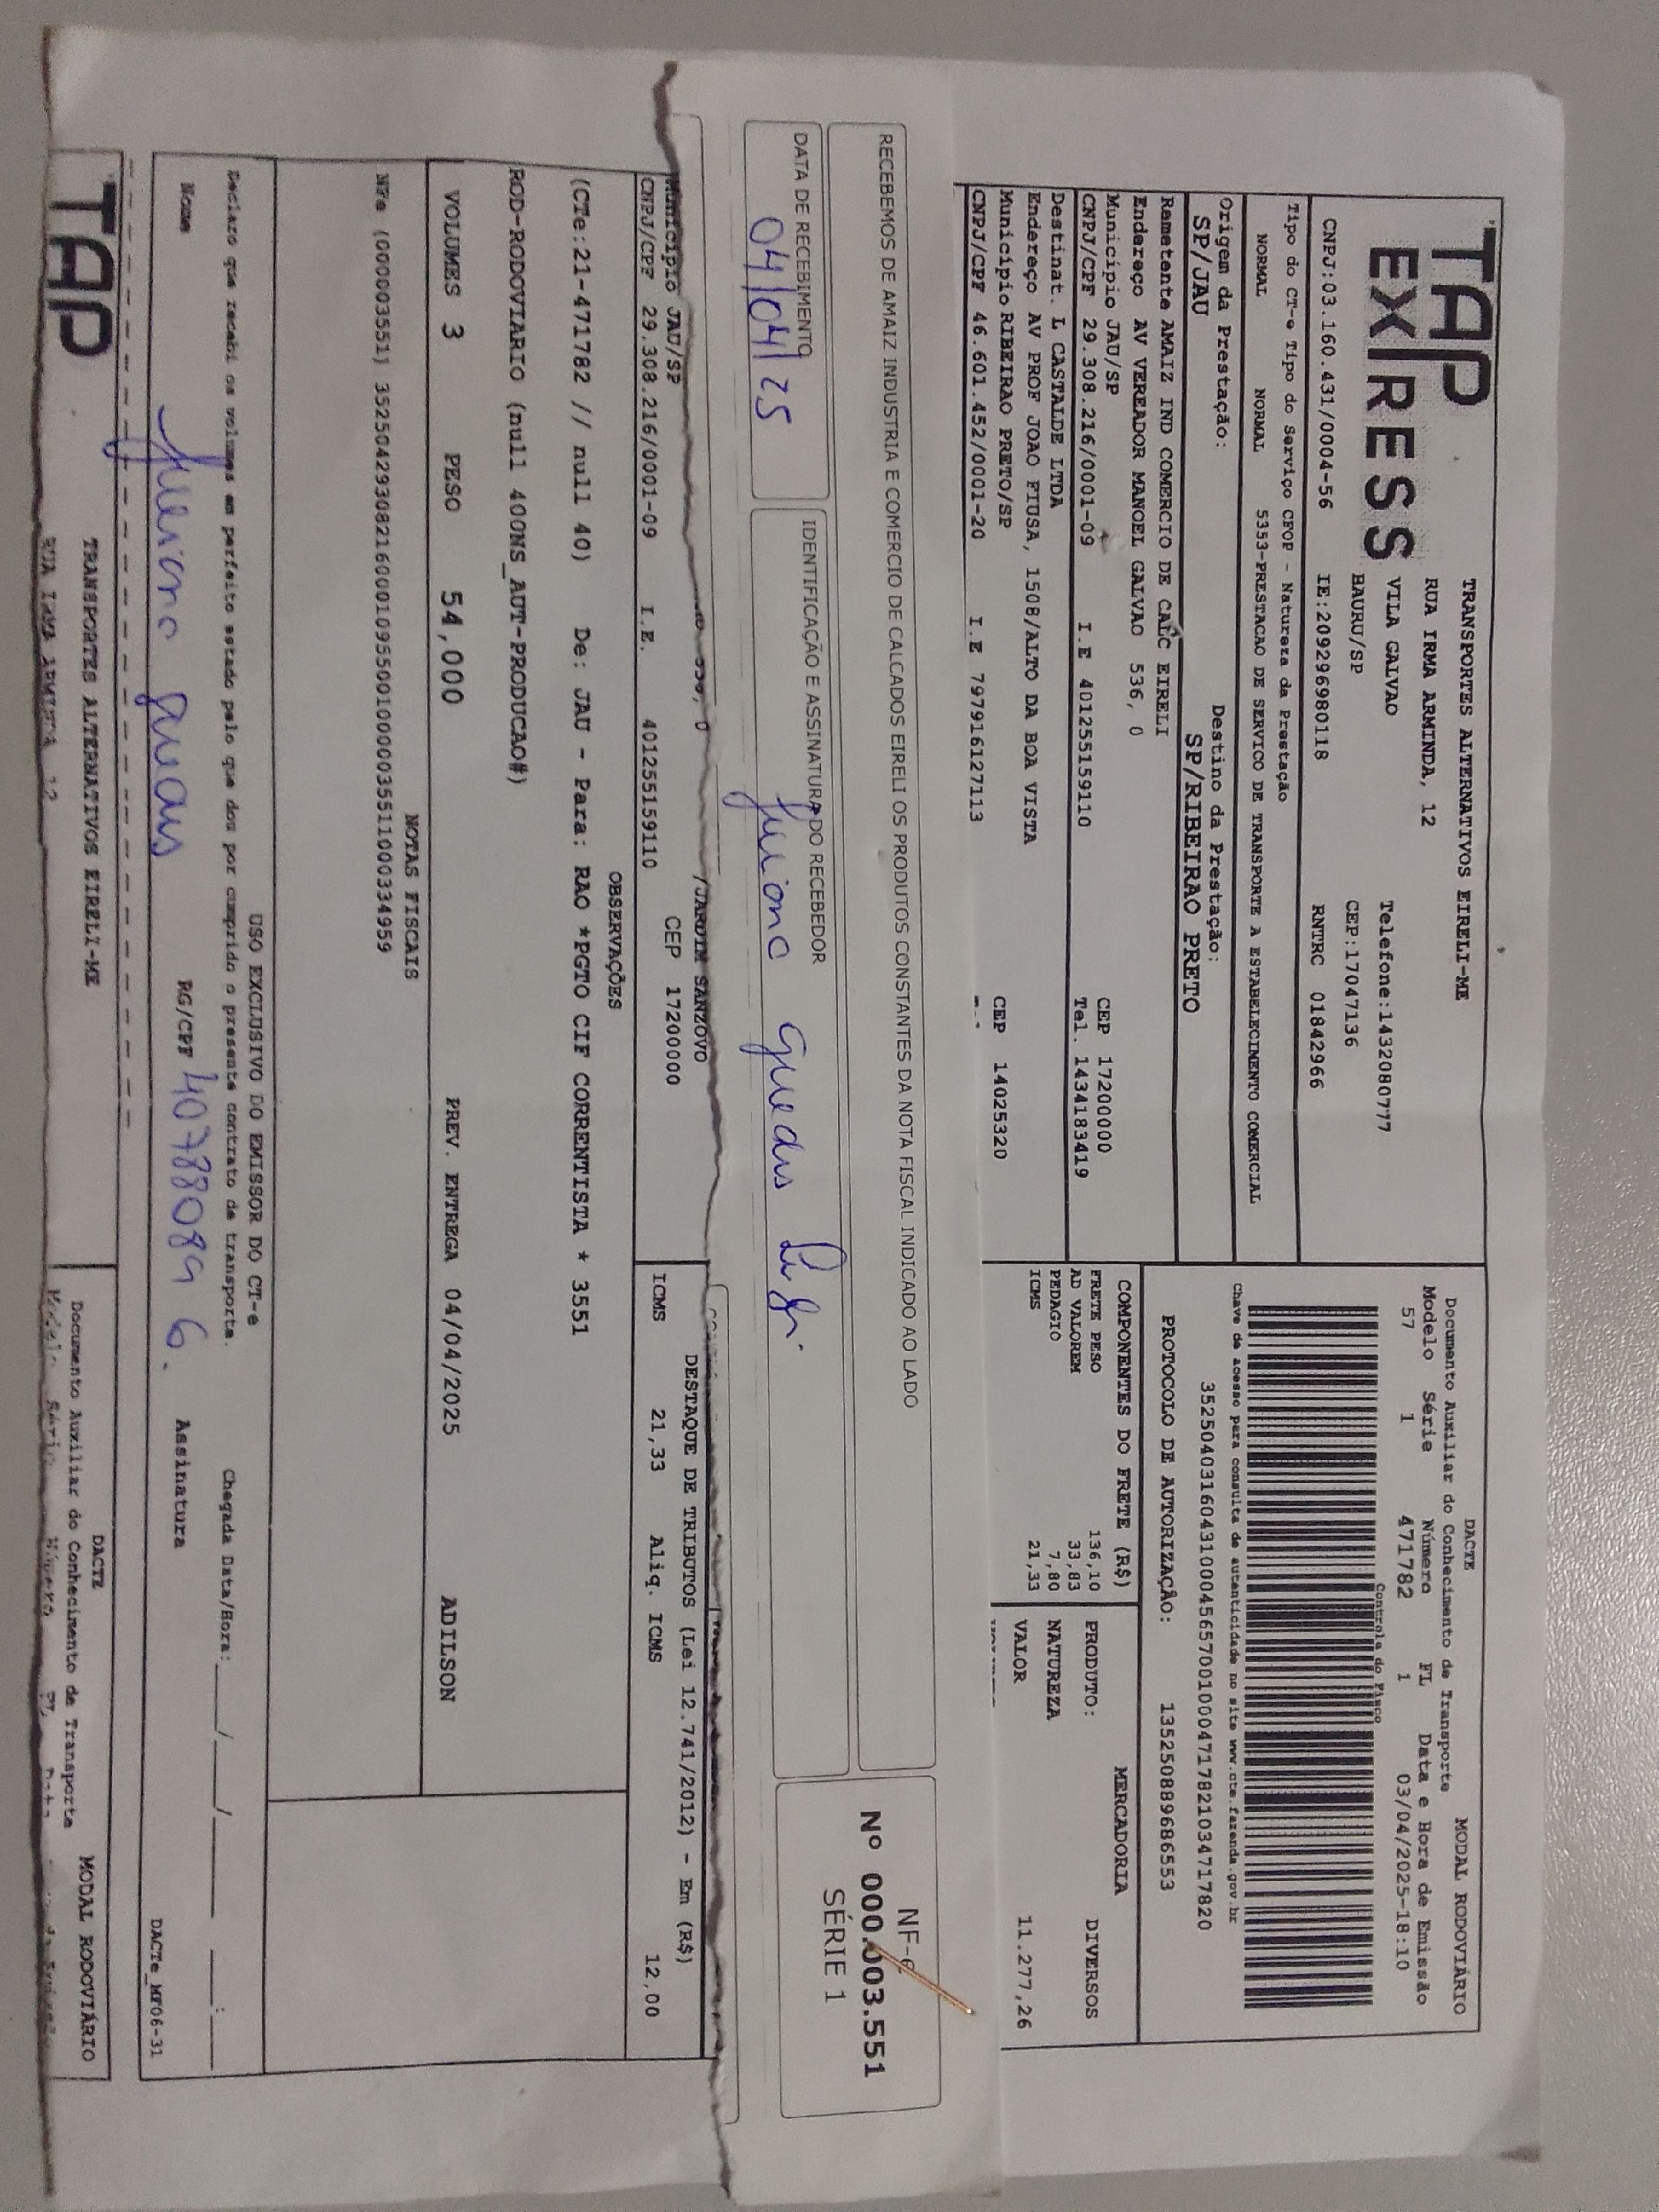 TAP
EXPRESS
TRANSPORTES ALTERNATIVOS EIRELI-ME
RUA IRMA ARMINDA, 12
VILA GALVAO Telefone:1432080777
BAURU/SP CEP:17047136
CNPJ:03.160.431/0004-56 IE:209296980118 RNTRC 01842966
DACTE MODAL RODOVIÁRIO
Documento Auxiliar do Conhecimento de Transporte
Modelo Série Número FL Data e Hora de Emissão
57 1 471782 1 03/04/2025-18:10
Controle do Fisco
Tipo do CT-e Tipo do Serviço CFOP - Natureza da Prestação
NORMAL NORMAL 5353-PRESTACAO DE SERVICO DE TRANSPORTE A ESTABELECIMENTO COMERCIAL
Chave de acesso para consulta de autenticidade no site www.cte.fazenda.gov.br
35250403160431000456570010004717821034717820
Origem da Prestação: Destino da Prestação:
SP/JAU SP/RIBEIRAO PRETO
PROTOCOLO DE AUTORIZAÇÃO: 135250889686553
Remetente AMAIZ IND COMERCIO DE CALC EIRELI
Endereço AV VEREADOR MANOEL GALVAO 536, 0
Município JAU/SP CEP 17200000
CNPJ/CPF 29.308.216/0001-09 I.E 401255159110 Tel. 1434183419
Destinat. L CASTALDE LTDA
Endereço AV PROF JOAO FIUSA, 1508/ALTO DA BOA VISTA
Município RIBEIRAO PRETO/SP CEP 14025320
CNPJ/CPF 46.601.452/0001-20 I.E 797916127113
COMPONENTES DO FRETE (R$)
FRETE PESO 136,10
AD VALOREM 33,83
PEDAGIO 7,80
ICMS 21,33
MERCADORIA
PRODUTO: DIVERSOS
NATUREZA
VALOR 11.277,26
RECEBEMOS DE AMAIZ INDUSTRIA E COMERCIO DE CALCADOS EIRELI OS PRODUTOS CONSTANTES DA NOTA FISCAL INDICADO AO LADO
DATA DE RECEBIMENTO IDENTIFICAÇÃO E ASSINATURA DO RECEBEDOR
04/04/25
NF-e
Nº 000.003.551
SÉRIE 1
/JARDIM SANZOVO
Município JAU/SP CEP 17200000
CNPJ/CPF 29.308.216/0001-09 I.E. 401255159110
DESTAQUE DE TRIBUTOS (Lei 12.741/2012) - Em (R$)
ICMS 21,33 Aliq. ICMS 12,00
OBSERVAÇÕES
(CTe:21-471782 // null 40) De: JAU - Para: RAO *PGTO CIF CORRENTISTA * 3551
ROD-RODOVIARIO (null 400NS_AUT-PRODUCAO#)
VOLUMES 3 PESO 54,000 PREV. ENTREGA 04/04/2025 ADILSON
NOTAS FISCAIS
NFe (000003551) 35250429308216000109550010000035511000334959
USO EXCLUSIVO DO EMISSOR DO CT-e
Declaro que recebi os volumes em perfeito estado pelo que dou por cumprido o presente contrato de transporte. Chegada Data/Hora:____/____/______ ____:____
Nome RG/CPF 40788089 6. Assinatura
DACTe_MF06-31
TAP
TRANSPORTES ALTERNATIVOS EIRELI-ME
DACTE MODAL RODOVIÁRIO
Documento Auxiliar do Conhecimento de Transporte